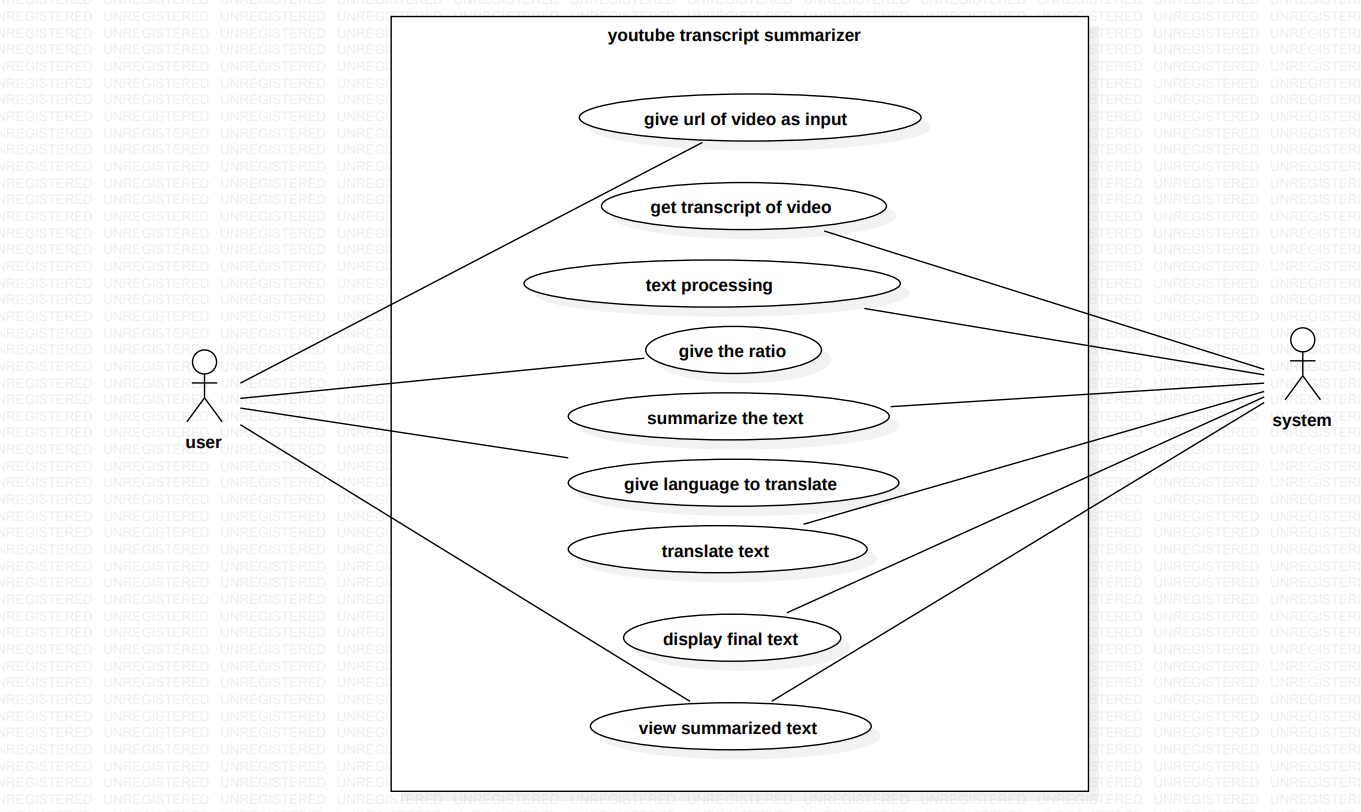 youtube transcript summarizer
give url of video as input
get transcript of video
text processing
give the ratio
summarize the text
give language to translate
translate text
display final text
view summarized text
user
system
UNREGISTERED